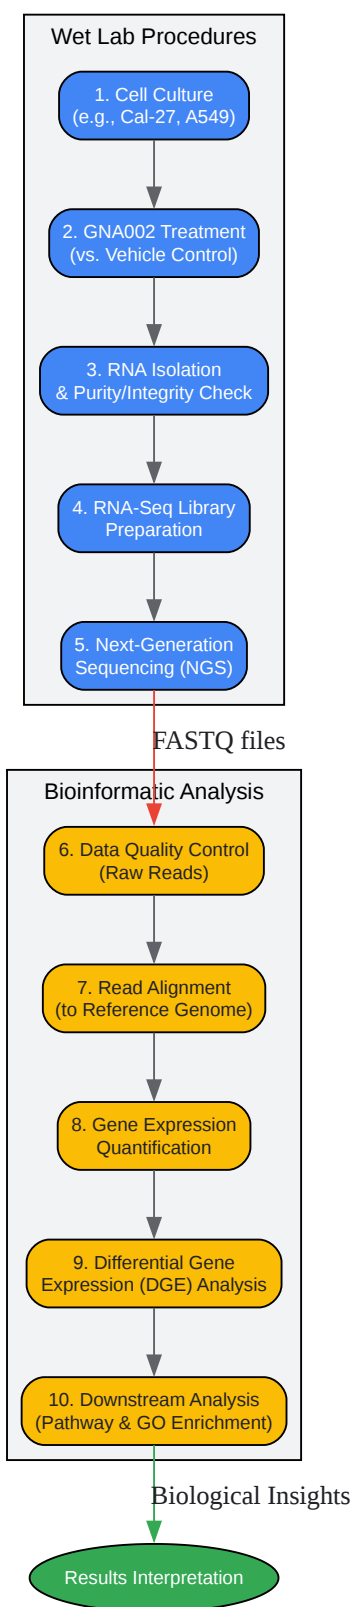 Wet Lab Procedures
1. Cell Culture
(e.g., Cal-27, A549)
2. GNA002 Treatment
(vs. Vehicle Control)
3. RNA Isolation
& Purity/Integrity Check
4. RNA-Seq Library
Preparation
5. Next-Generation
Sequencing (NGS)
FASTQ files
Bioinformatic Analysis
6. Data Quality Control
(Raw Reads)
7. Read Alignment
(to Reference Genome)
8. Gene Expression
Quantification
9. Differential Gene
Expression (DGE) Analysis
10. Downstream Analysis
(Pathway & GO Enrichment)
Biological Insights
Results Interpretation